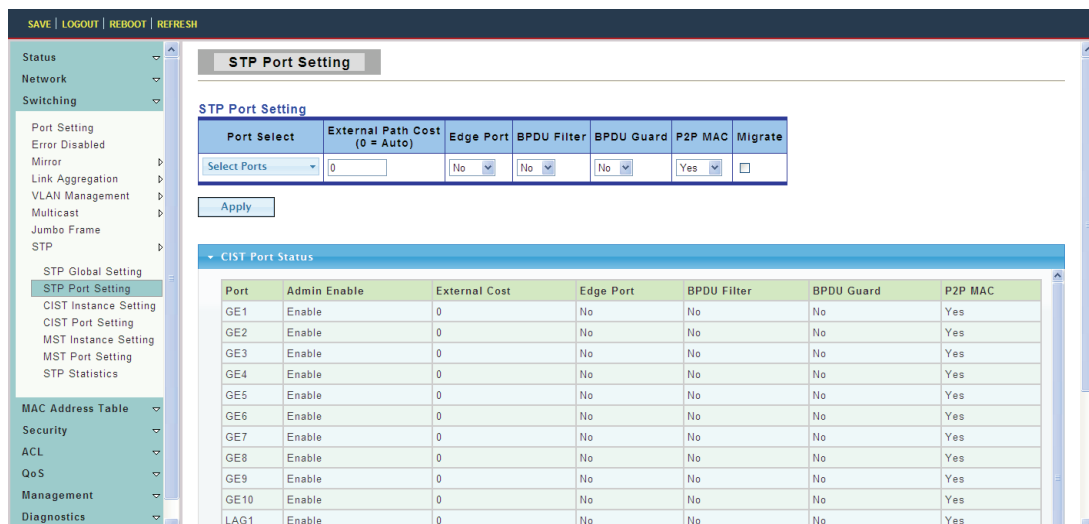 SAVE | LOGOUT | REBOOT | REFRESH
Status
Network
Switching
Port Setting
Error Disabled
Mirror
Link Aggregation
VLAN Management
Multicast
Jumbo Frame
STP
STP Global Setting
STP Port Setting
CIST Instance Setting
CIST Port Setting
MST Instance Setting
MST Port Setting
STP Statistics
MAC Address Table
Security
ACL
QoS
Management
Diagnostics
STP Port Setting
STP Port Setting
Port Select External Path Cost (0 = Auto) Edge Port BPDU Filter BPDU Guard P2P MAC Migrate
Select Ports 0 No No No Yes
Apply
CIST Port Status
Port Admin Enable External Cost Edge Port BPDU Filter BPDU Guard P2P MAC
GE1 Enable 0 No No No Yes
GE2 Enable 0 No No No Yes
GE3 Enable 0 No No No Yes
GE4 Enable 0 No No No Yes
GE5 Enable 0 No No No Yes
GE6 Enable 0 No No No Yes
GE7 Enable 0 No No No Yes
GE8 Enable 0 No No No Yes
GE9 Enable 0 No No No Yes
GE10 Enable 0 No No No Yes
LAG1 Enable 0 No No No Yes